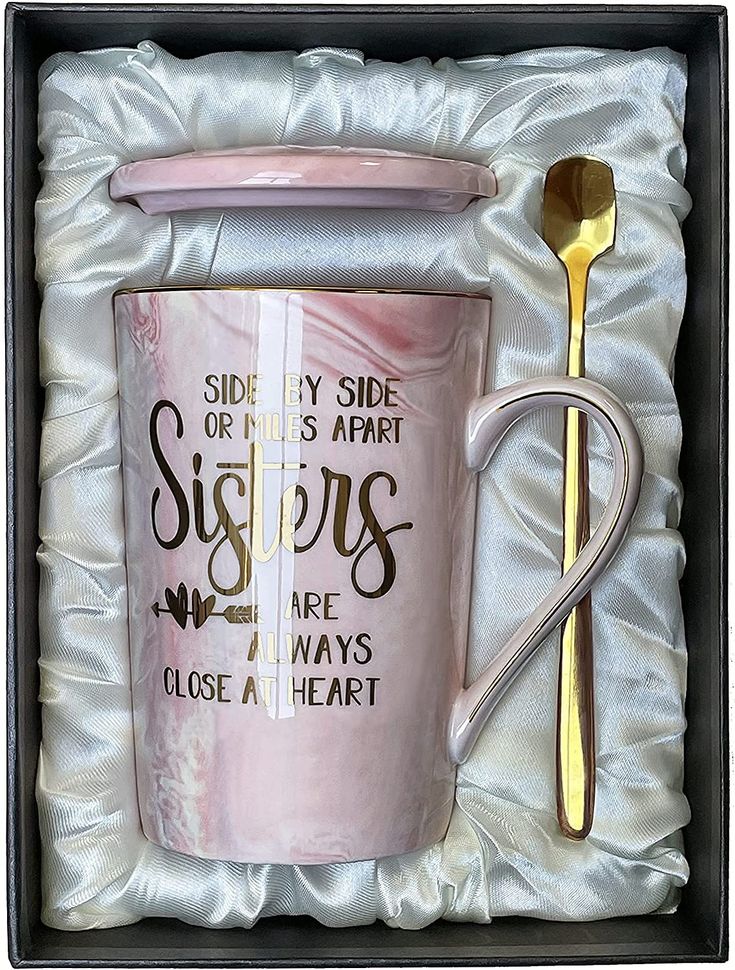 SIDE BY SIDE
OR MILES APART
Sisters
ARE
ALWAYS
CLOSE AT HEART